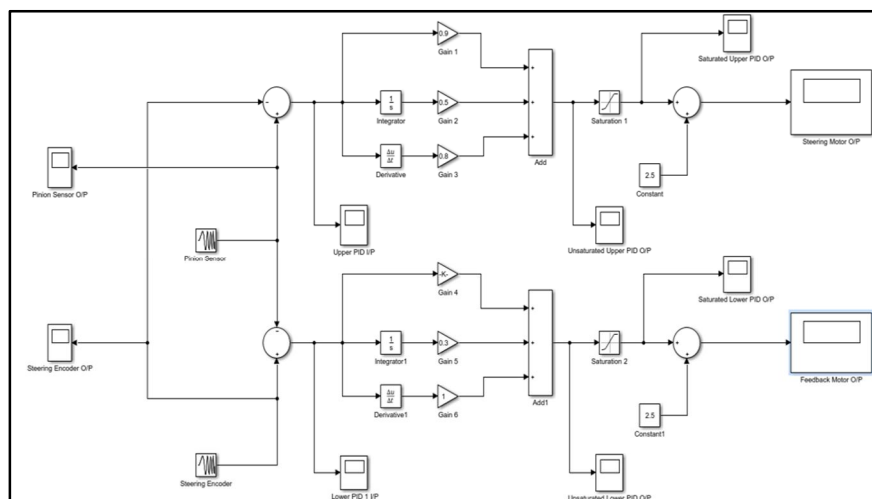 0.9
Gain 1
Saturated Upper PID O/P
-
+
1
s
Integrator
0.5
Gain 2
+
+
+
Add
Saturation 1
+
+
Steering Motor O/P
Δu
Δt
Derivative
0.8
Gain 3
2.5
Constant
Pinion Sensor O/P
Pinion Sensor
Upper PID I/P
Unsaturated Upper PID O/P
-K-
Gain 4
Saturated Lower PID O/P
-
+
1
s
Integrator1
0.3
Gain 5
+
+
+
Add1
Saturation 2
+
+
Feedback Motor O/P
Steering Encoder O/P
Δu
Δt
Derivative1
1
Gain 6
2.5
Constant1
Steering Encoder
Lower PID 1 I/P
Unsaturated Lower PID O/P